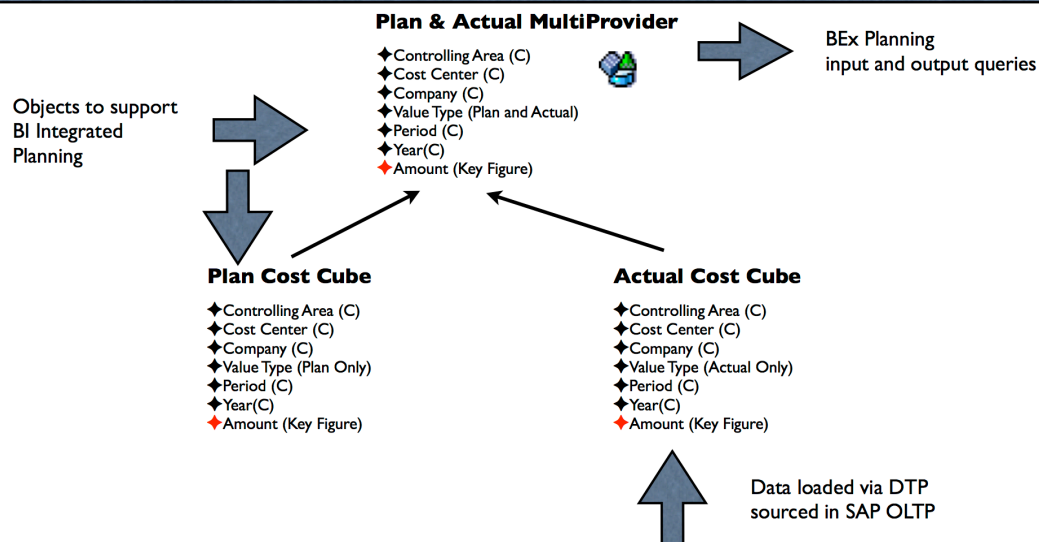 Plan & Actual MultiProvider
✦Controlling Area (C)
✦Cost Center (C)
✦Company (C)
✦Value Type (Plan and Actual)
✦Period (C)
✦Year(C)
✦Amount (Key Figure)
BEx Planning
input and output queries
Objects to support
BI Integrated
Planning
Plan Cost Cube
✦Controlling Area (C)
✦Cost Center (C)
✦Company (C)
✦Value Type (Plan Only)
✦Period (C)
✦Year(C)
✦Amount (Key Figure)
Actual Cost Cube
✦Controlling Area (C)
✦Cost Center (C)
✦Company (C)
✦Value Type (Actual Only)
✦Period (C)
✦Year(C)
✦Amount (Key Figure)
Data loaded via DTP
sourced in SAP OLTP